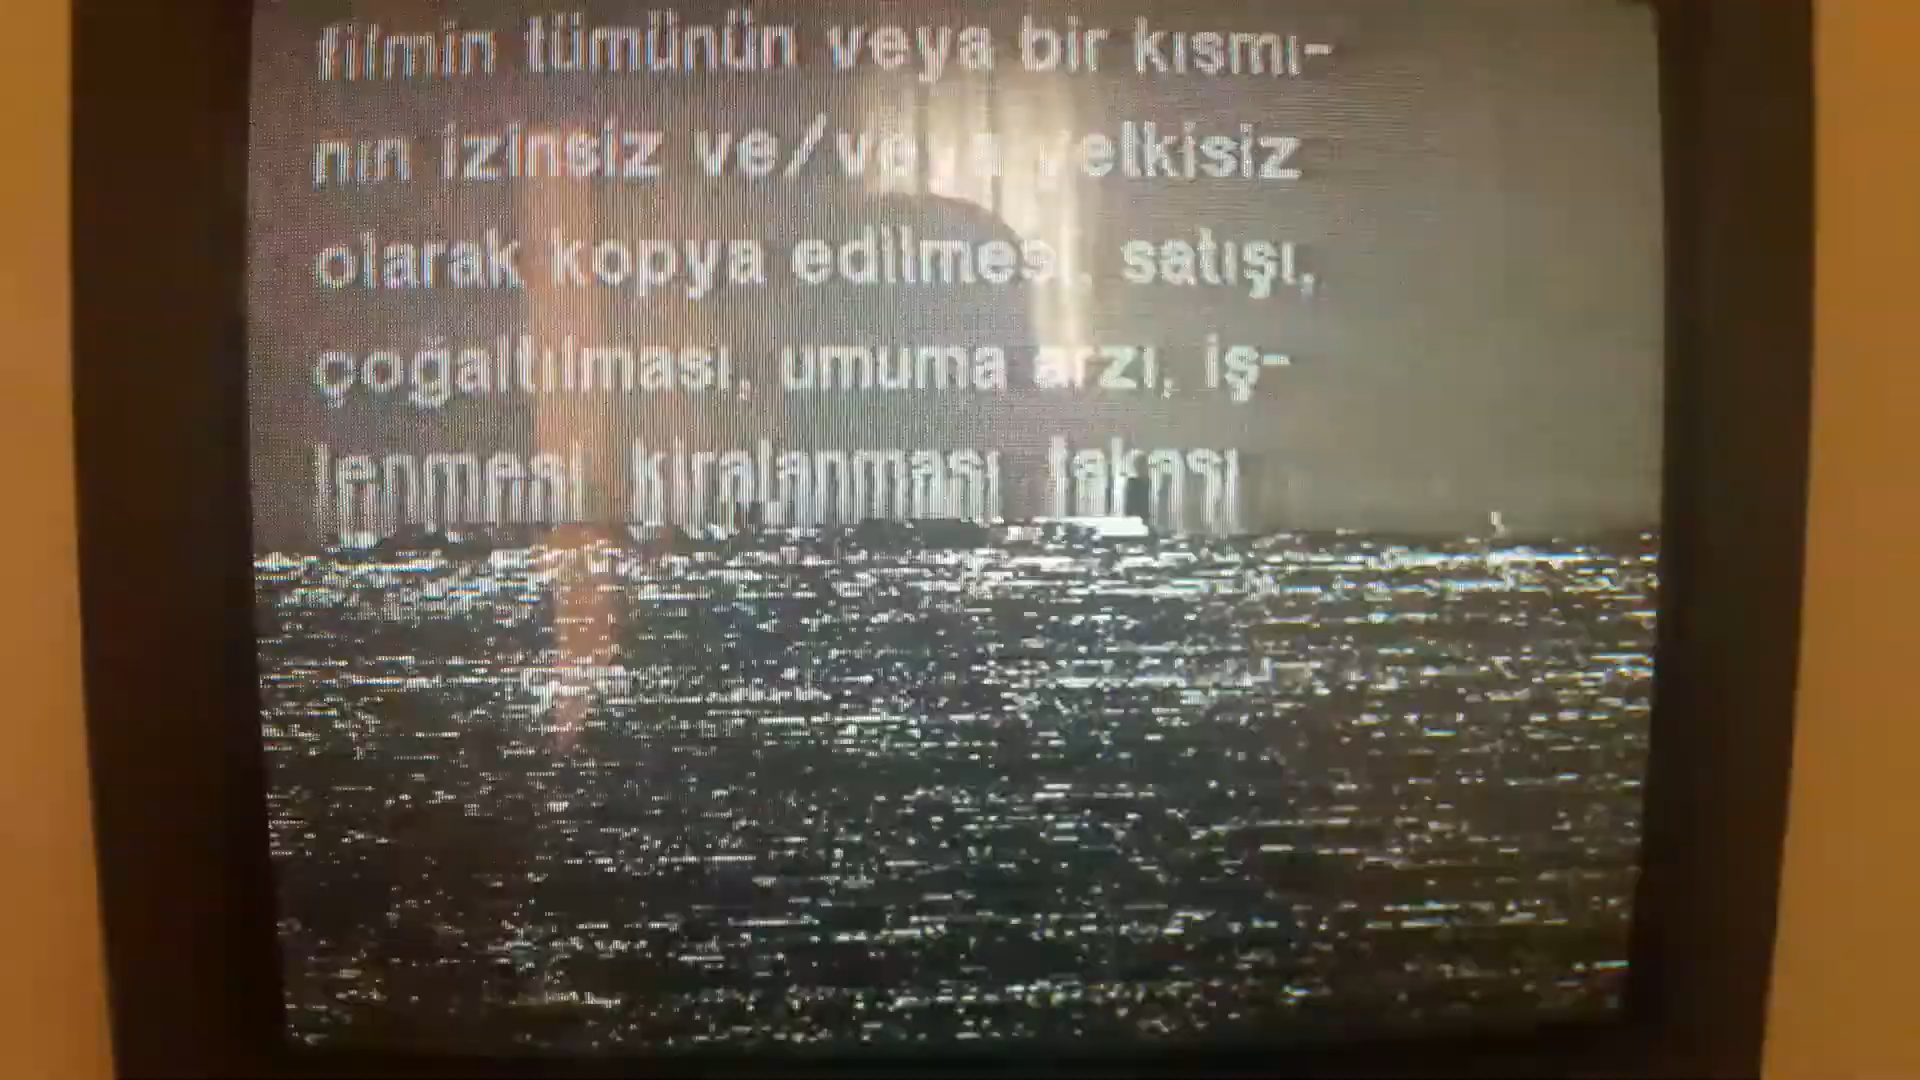 filmin tümünün veya bir kısmı-
nın izinsiz ve/veya yetkisiz
olarak kopya edilmesi, satışı,
çoğaltılması, umuma arzı, iş-
lenmesi kiralanması takası